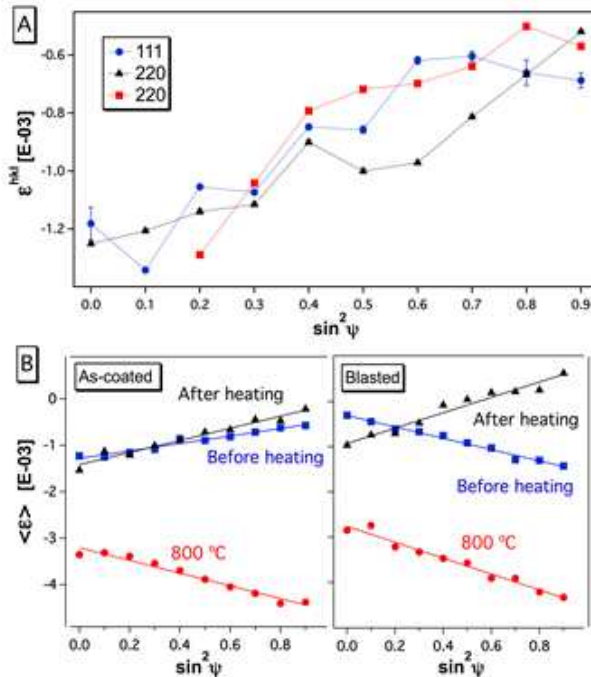 A
111
220
220
ε^hkl [E-03]
-0.6
-0.8
-1.0
-1.2
0.0 0.1 0.2 0.3 0.4 0.5 0.6 0.7 0.8 0.9
sin²ψ
B
As-coated
After heating
Before heating
800 ºC
<ε> [E-03]
0
-1
-2
-3
-4
0.0 0.2 0.4 0.6 0.8
sin²ψ
Blasted
After heating
Before heating
800 ºC
0.0 0.2 0.4 0.6 0.8
sin²ψ